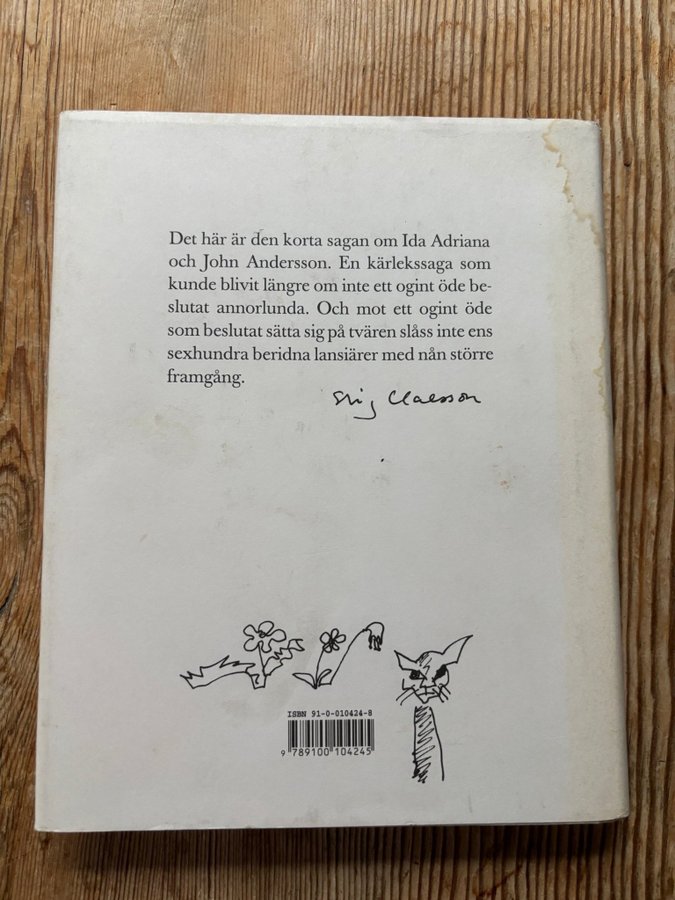 Det här är den korta sagan om Ida Adriana
och John Andersson. En kärlekssaga som
kunde blivit längre om inte ett ogint öde be-
slutat annorlunda. Och mot ett ogint öde
som beslutat sätta sig på tvären slåss inte ens
sexhundra beridna lansiärer med nån större
framgång.
Stig Claesson
ISBN 91-0-010424-8
9 789100 104245